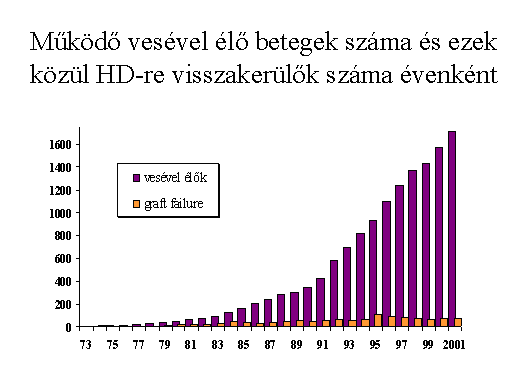 Működő vesével élő betegek száma és ezek
közül HD-re visszakerülők száma évenként
1600
1400
1200
1000
800
600
400
200
0
vesével élők
graft failure
73 75 77 79 81 83 85 87 89 91 93 95 97 99 2001